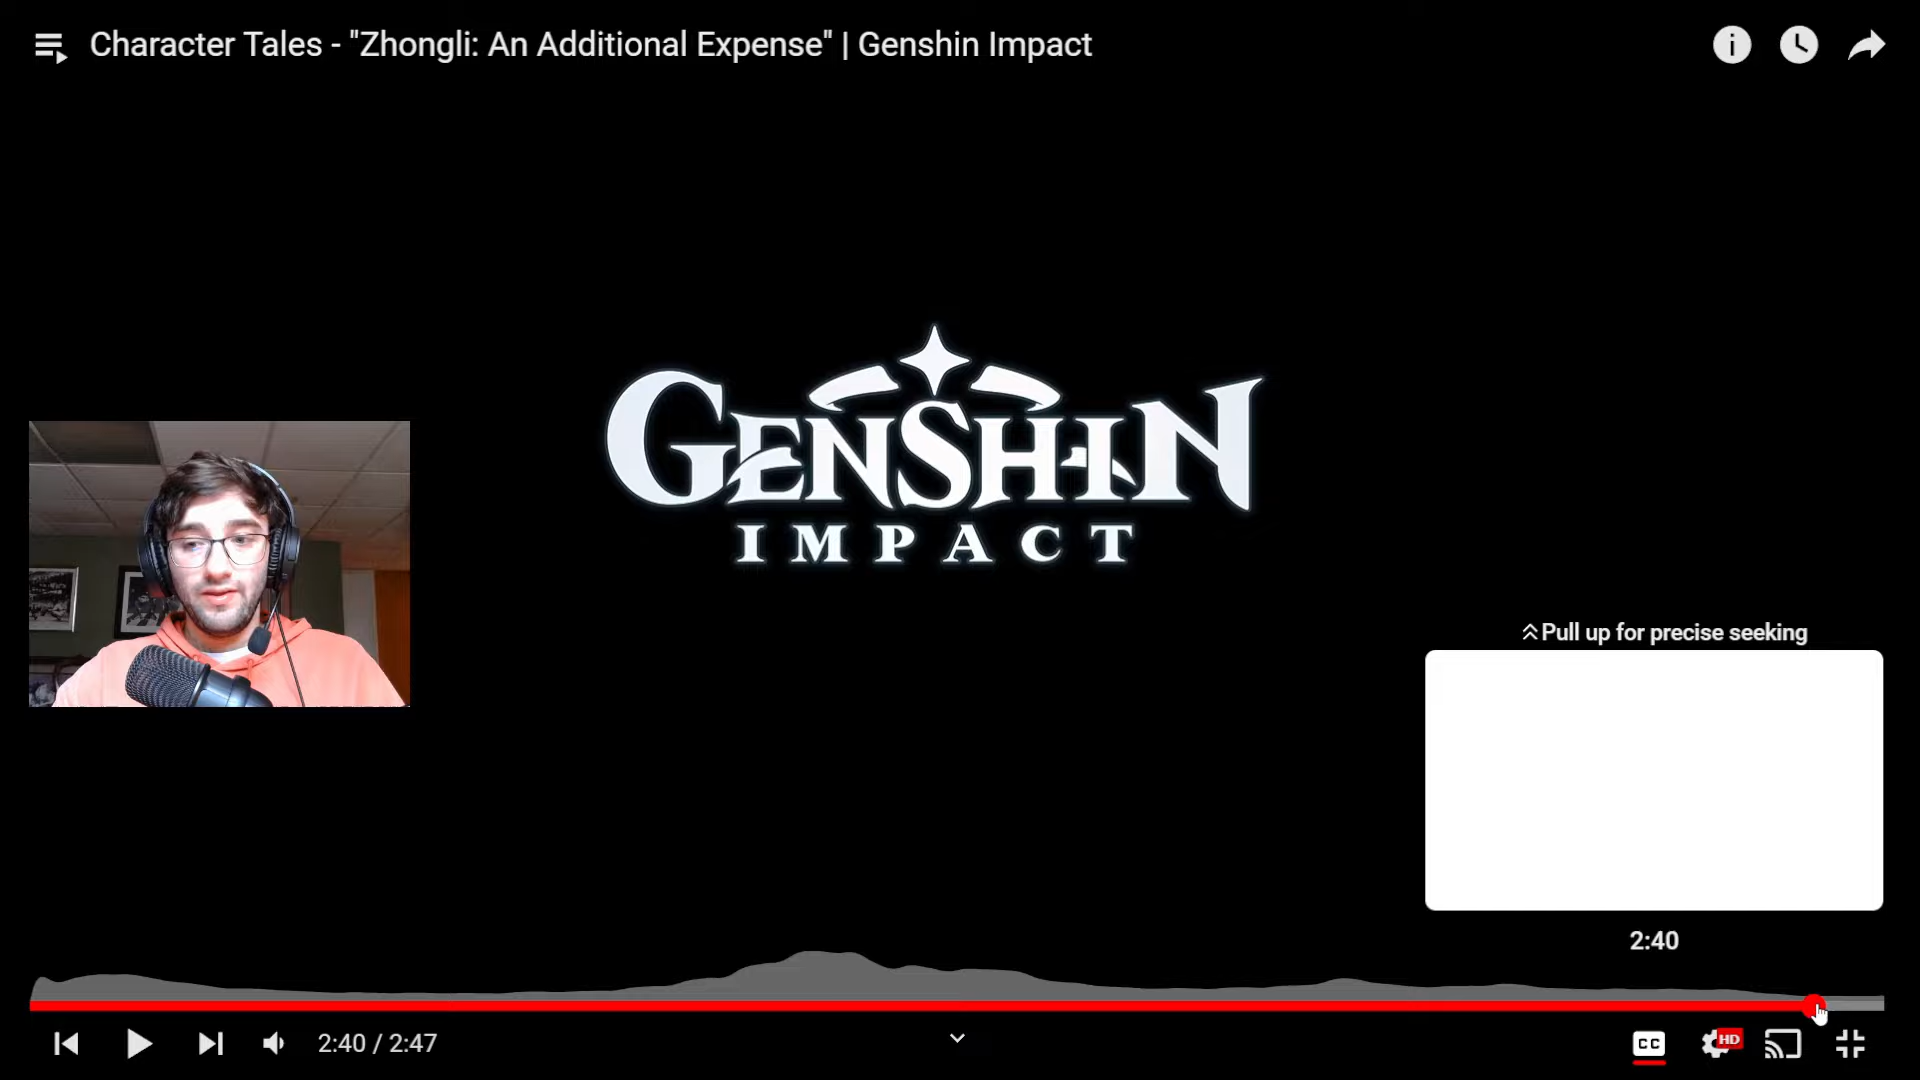 Character Tales - "Zhongli: An Additional Expense" | Genshin Impact
GENSHIN
IMPACT
Pull up for precise seeking
2:40
2:40 / 2:47
CC
HD